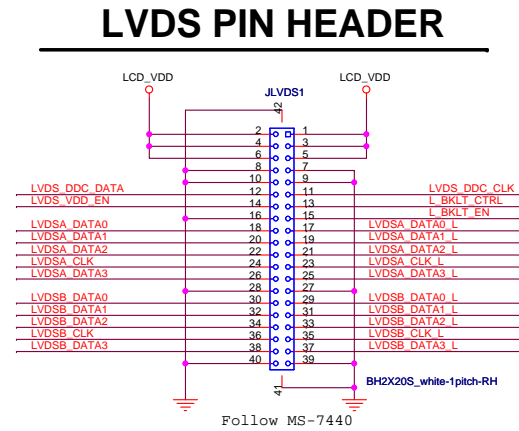 LVDS PIN HEADER
LCD_VDD LCD_VDD
JLVDS1
42
2 1
4 3
6 5
8 7
10 9
LVDS_DDC_DATA 12 11 LVDS_DDC_CLK
LVDS_VDD_EN 14 13 L_BKLT_CTRL
16 15 L_BKLT_EN
LVDSA_DATA0 18 17 LVDSA_DATA0_L
LVDSA_DATA1 20 19 LVDSA_DATA1_L
LVDSA_DATA2 22 21 LVDSA_DATA2_L
LVDSA_CLK 24 23 LVDSA_CLK_L
LVDSA_DATA3 26 25 LVDSA_DATA3_L
28 27
LVDSB_DATA0 30 29 LVDSB_DATA0_L
LVDSB_DATA1 32 31 LVDSB_DATA1_L
LVDSB_DATA2 34 33 LVDSB_DATA2_L
LVDSB_CLK 36 35 LVDSB_CLK_L
LVDSB_DATA3 38 37 LVDSB_DATA3_L
40 39
41
BH2X20S_white-1pitch-RH
Follow MS-7440